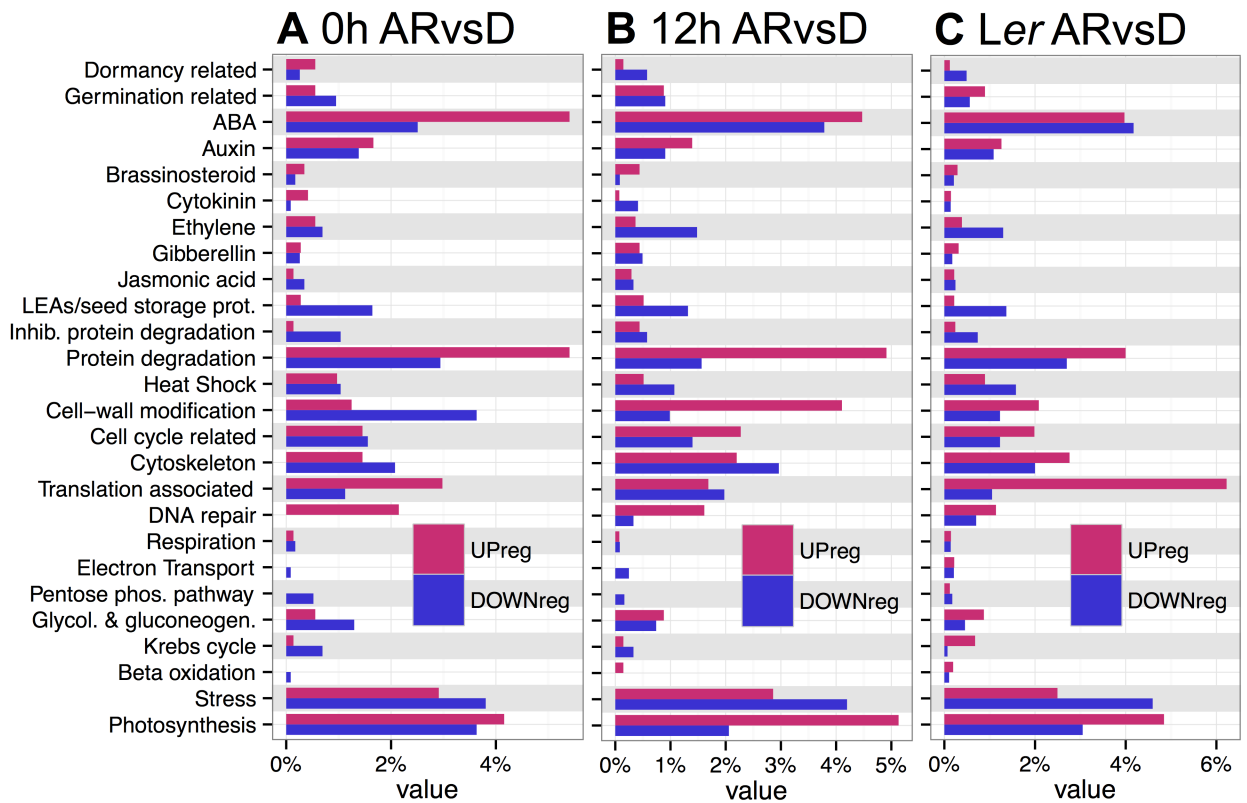 A 0h ARvsD
B 12h ARvsD
C Ler ARvsD
Dormancy related
Germination related
ABA
Auxin
Brassinosteroid
Cytokinin
Ethylene
Gibberellin
Jasmonic acid
LEAs/seed storage prot.
Inhib. protein degradation
Protein degradation
Heat Shock
Cell−wall modification
Cell cycle related
Cytoskeleton
Translation associated
DNA repair
Respiration
Electron Transport
Pentose phos. pathway
Glycol. & gluconeogen.
Krebs cycle
Beta oxidation
Stress
Photosynthesis
UPreg
DOWNreg
UPreg
DOWNreg
UPreg
DOWNreg
0% 2% 4%
0% 1% 2% 3% 4% 5%
0% 2% 4% 6%
value
value
value